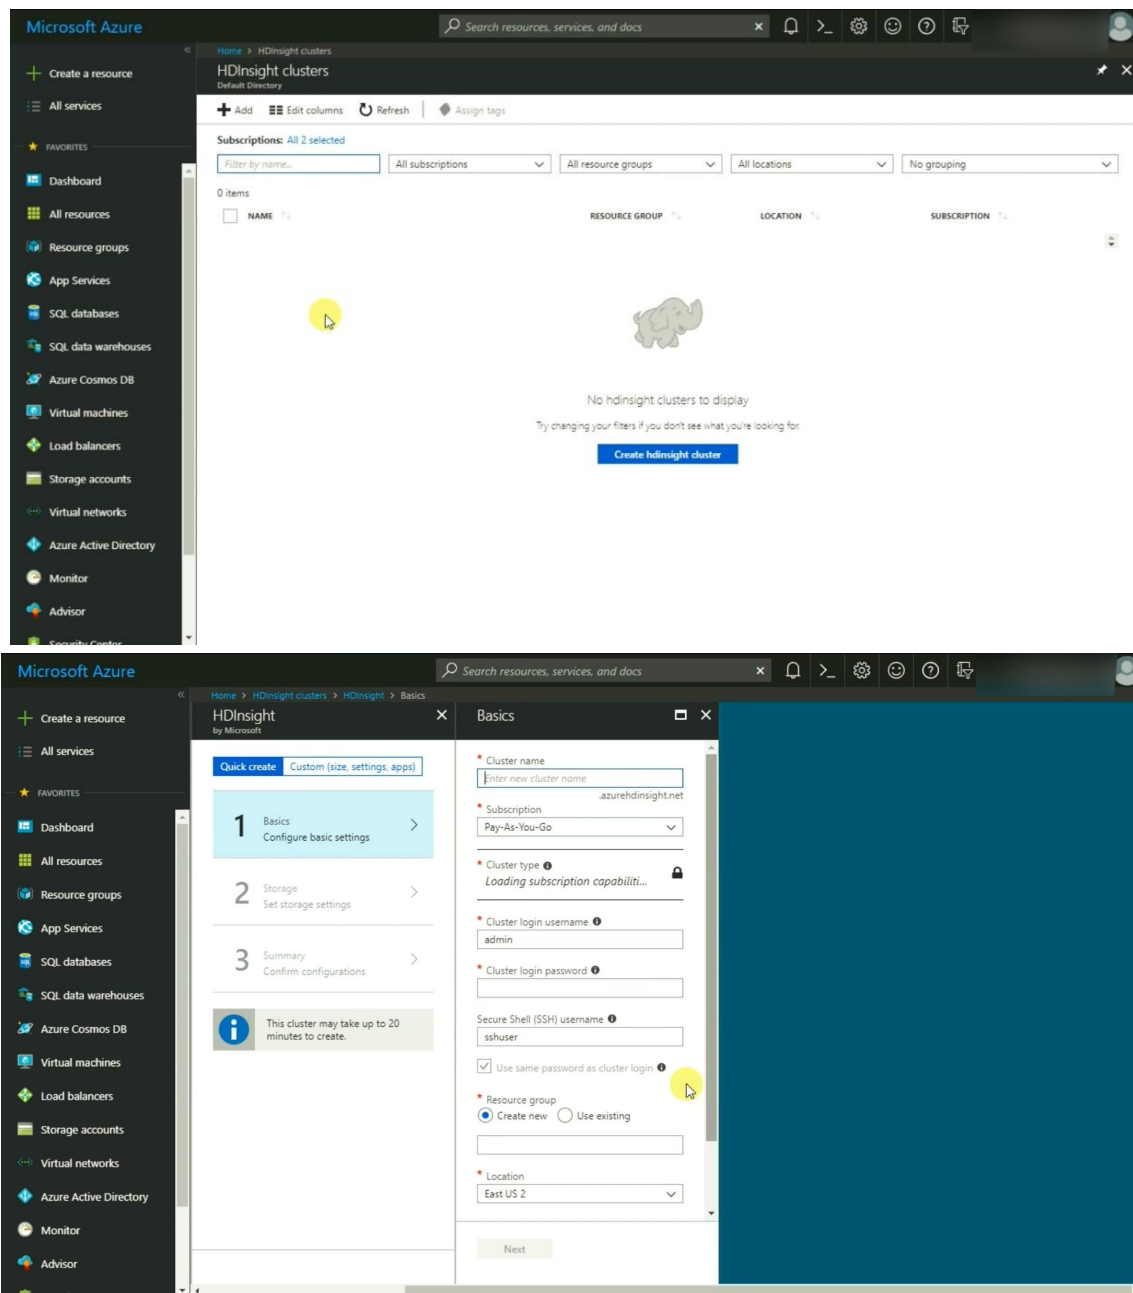 Microsoft Azure
Search resources, services, and docs
Home > HDInsight clusters
HDInsight clusters
Default Directory
Create a resource
All services
FAVORITES
Dashboard
All resources
Resource groups
App Services
SQL databases
SQL data warehouses
Azure Cosmos DB
Virtual machines
Load balancers
Storage accounts
Virtual networks
Azure Active Directory
Monitor
Advisor
Security Center
Add Edit columns Refresh Assign tags
Subscriptions: All 2 selected
Filter by name... All subscriptions All resource groups All locations No grouping
0 items
NAME RESOURCE GROUP LOCATION SUBSCRIPTION
No hdinsight clusters to display
Try changing your filters if you don't see what you're looking for.
Create hdinsight cluster
Microsoft Azure
Search resources, services, and docs
Home > HDInsight clusters > HDInsight > Basics
Create a resource
All services
FAVORITES
Dashboard
All resources
Resource groups
App Services
SQL databases
SQL data warehouses
Azure Cosmos DB
Virtual machines
Load balancers
Storage accounts
Virtual networks
Azure Active Directory
Monitor
Advisor
HDInsight
by Microsoft
Quick create Custom (size, settings, apps)
1 Basics
Configure basic settings
2 Storage
Set storage settings
3 Summary
Confirm configurations
This cluster may take up to 20
minutes to create.
Basics
* Cluster name
Enter new cluster name
.azurehdinsight.net
* Subscription
Pay-As-You-Go
* Cluster type
Loading subscription capabiliti...
* Cluster login username
admin
* Cluster login password
Secure Shell (SSH) username
sshuser
Use same password as cluster login
* Resource group
Create new Use existing
* Location
East US 2
Next